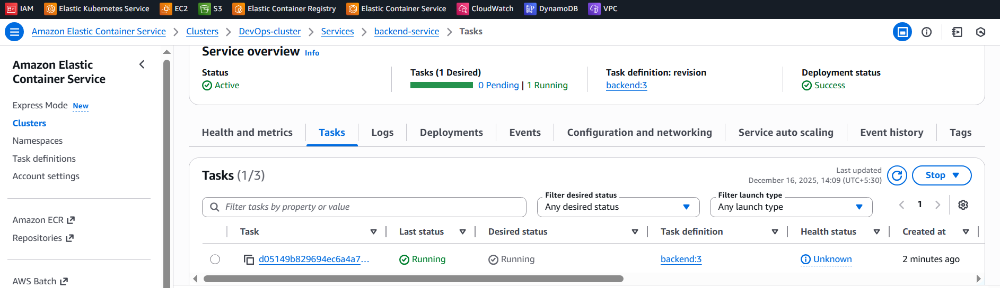 IAM Elastic Kubernetes Service EC2 S3 Elastic Container Registry Elastic Container Service CloudWatch DynamoDB VPC
Amazon Elastic Container Service Clusters DevOps-cluster Services backend-service Tasks
Amazon Elastic
Container Service
Express Mode New
Clusters
Namespaces
Task definitions
Account settings
Amazon ECR
Repositories
AWS Batch
Service overview Info
Status Tasks (1 Desired) Task definition: revision Deployment status
Active 0 Pending | 1 Running backend:3 Success
Health and metrics Tasks Logs Deployments Events Configuration and networking Service auto scaling Event history Tags
Tasks (1/3)
Last updated
December 16, 2025, 14:09 (UTC+5:30)
Stop
Filter tasks by property or value
Filter desired status
Any desired status
Filter launch type
Any launch type
1
Task Last status Desired status Task definition Health status Created at
d05149b829694ec6a4a7... Running Running backend:3 Unknown 2 minutes ago